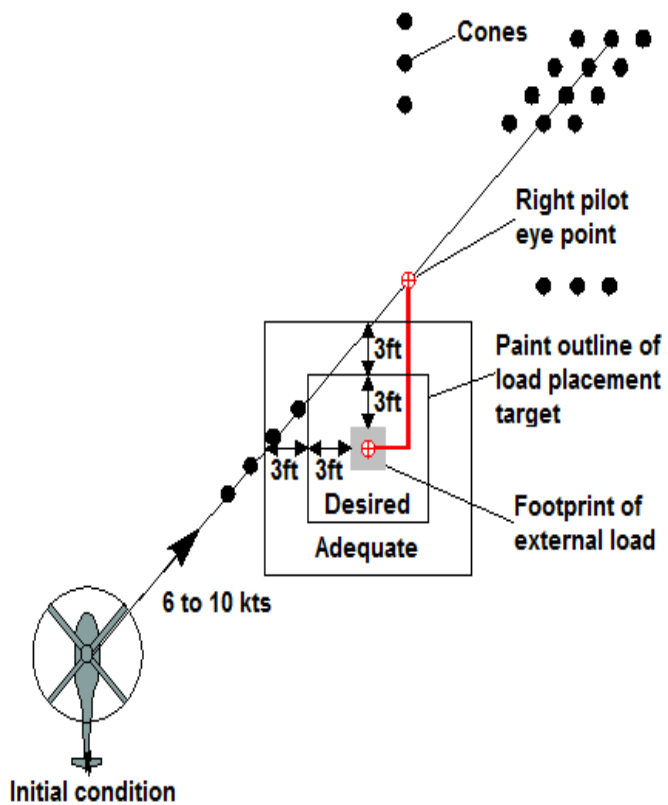 Cones
Right pilot
eye point
3ft
Paint outline of
load placement
target
3ft
3ft
3ft
Desired
Footprint of
external load
Adequate
6 to 10 kts
Initial condition